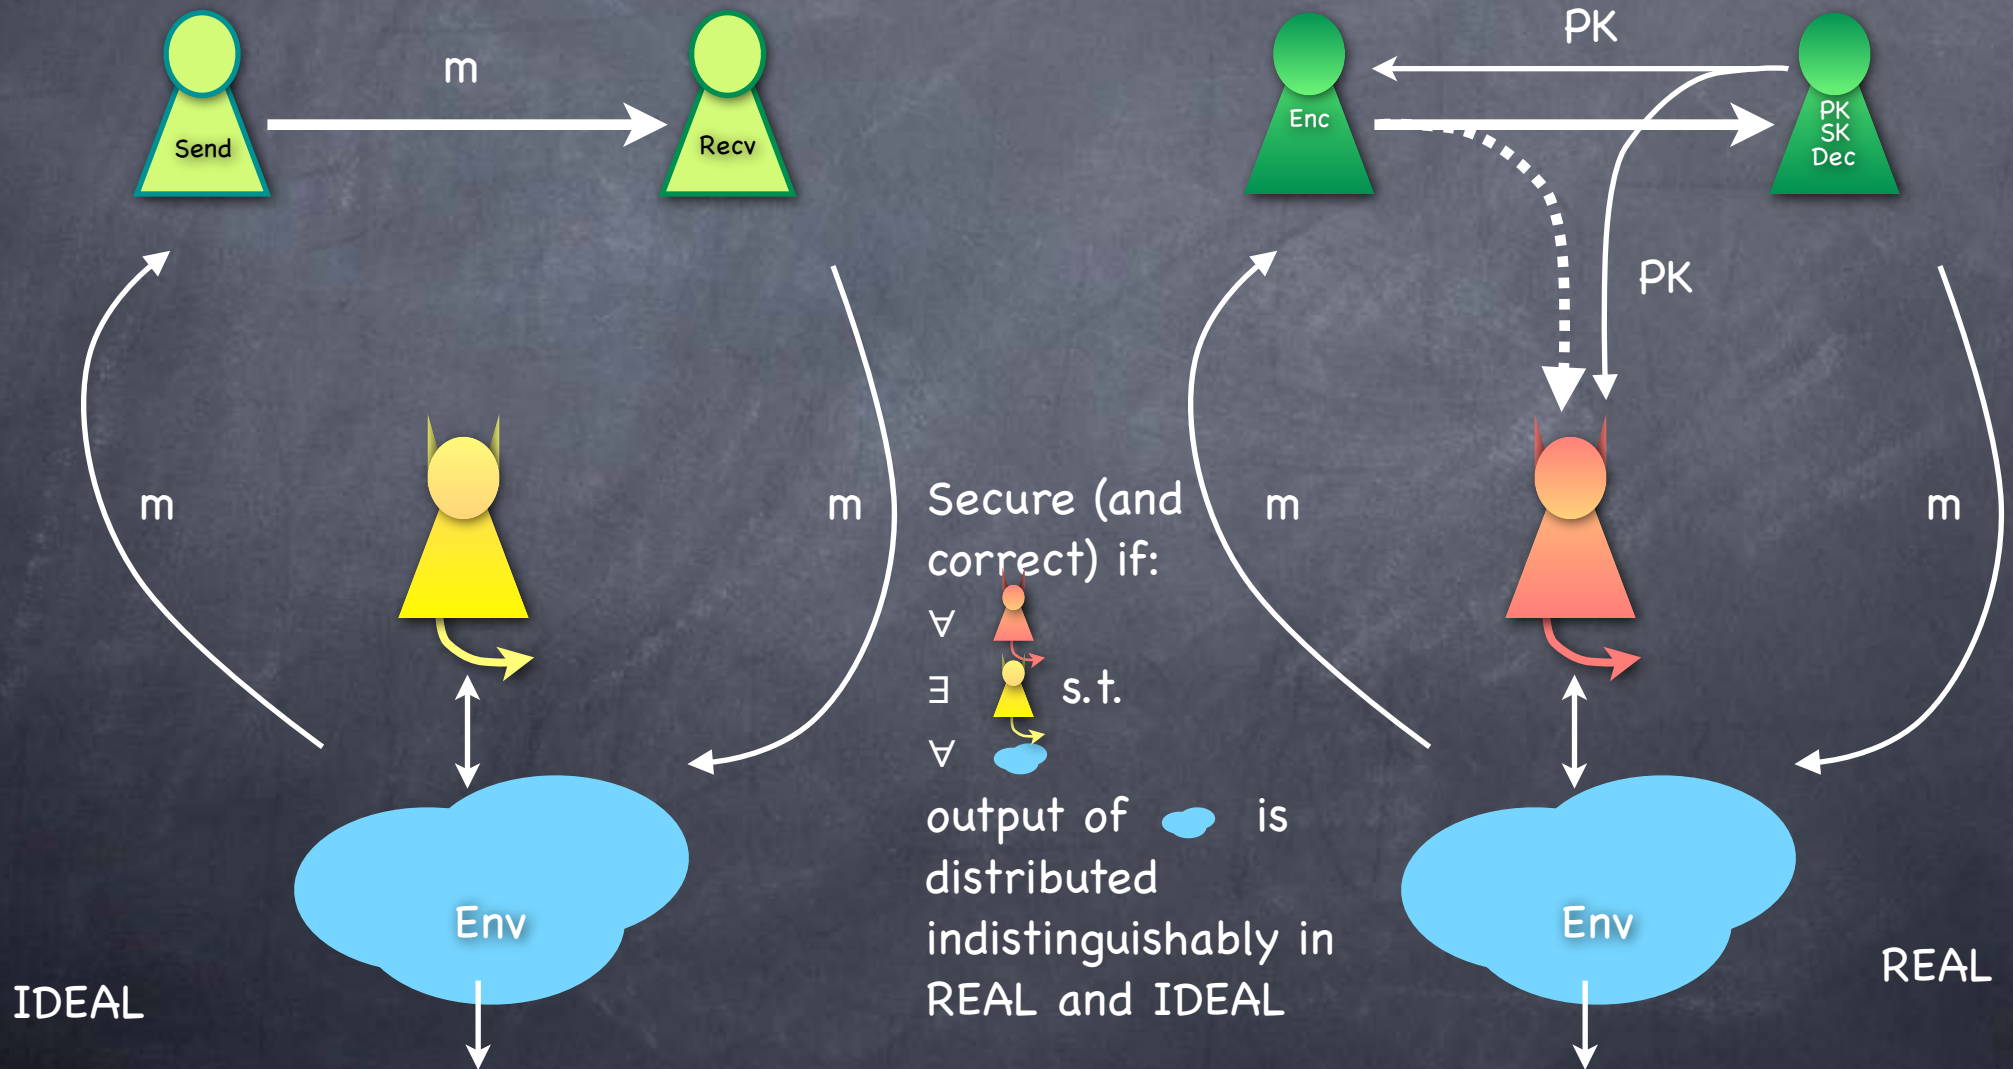 m
Send
Recv
m
m
IDEAL
Env
Secure (and
correct) if:
∀
∃ s.t.
∀
output of is
distributed
indistinguishably in
REAL and IDEAL
PK
Enc
PK
SK
Dec
PK
m
m
Env
REAL